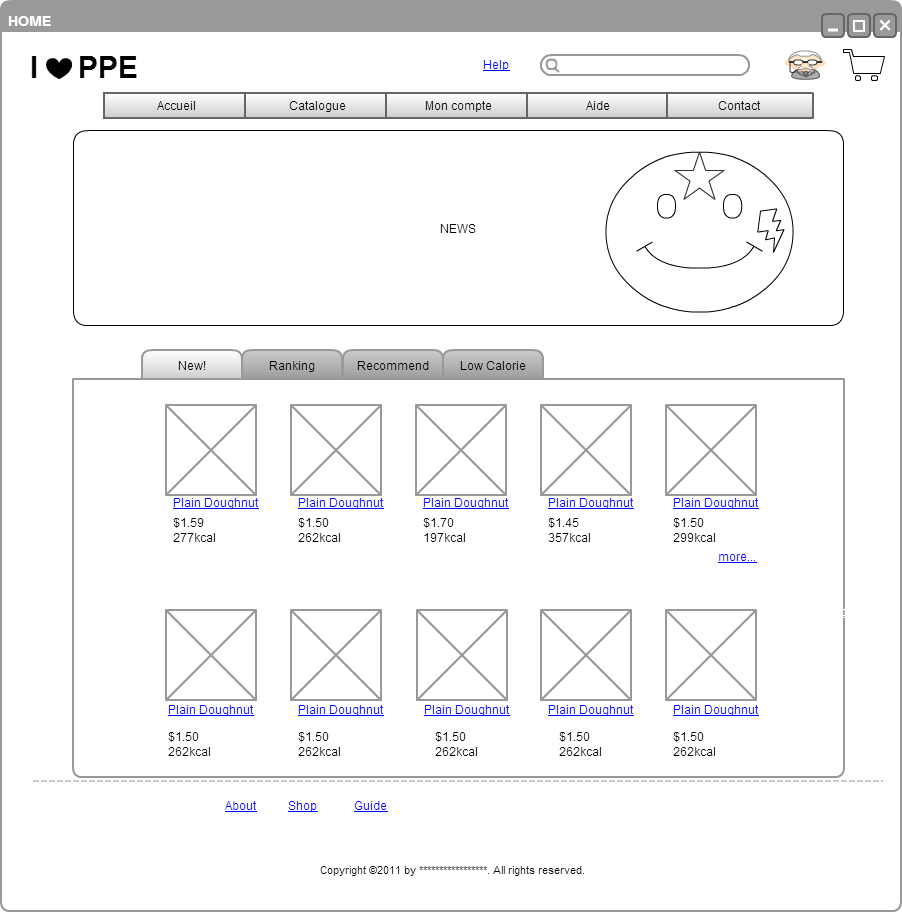 HOME
I ♥ PPE
Help
Accueil Catalogue Mon compte Aide Contact
NEWS
New! Ranking Recommend Low Calorie
Plain Doughnut Plain Doughnut Plain Doughnut Plain Doughnut Plain Doughnut
$1.59 $1.50 $1.70 $1.45 $1.50
277kcal 262kcal 197kcal 357kcal 299kcal
more...
Plain Doughnut Plain Doughnut Plain Doughnut Plain Doughnut Plain Doughnut
$1.50 $1.50 $1.50 $1.50 $1.50
262kcal 262kcal 262kcal 262kcal 262kcal
About Shop Guide
Copyright ©2011 by *****************. All rights reserved.